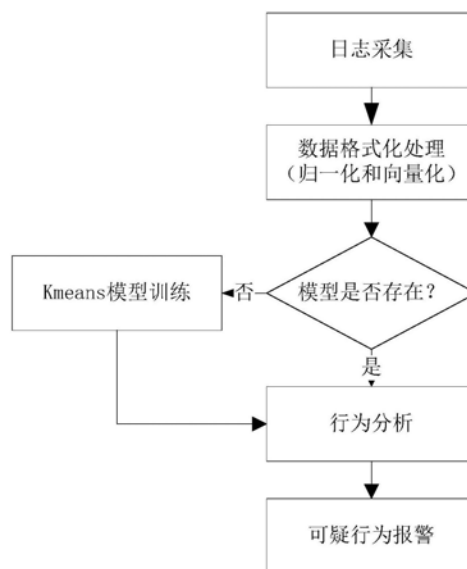 日志采集
数据格式化处理
（归一化和向量化）
模型是否存在？
否
Kmeans模型训练
是
行为分析
可疑行为报警